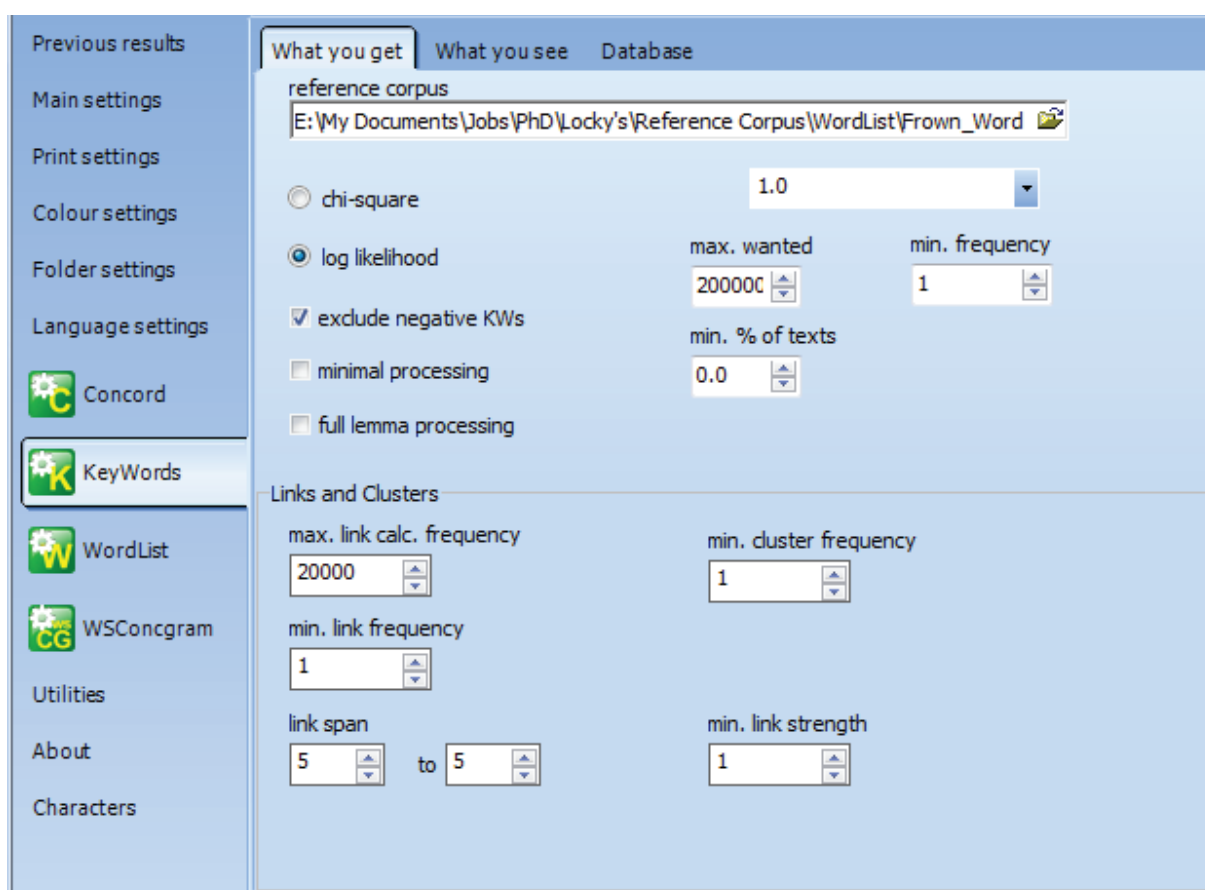 Previous results
Main settings
Print settings
Colour settings
Folder settings
Language settings
Concord
KeyWords
WordList
WSConcgram
Utilities
About
Characters
What you get What you see Database
reference corpus
E:\My Documents\Jobs\PhD\Locky's\Reference Corpus\WordList\Frown_Word
chi-square 1.0
log likelihood max. wanted min. frequency
200000 1
exclude negative KWs
min. % of texts
minimal processing 0.0
full lemma processing
Links and Clusters
max. link calc. frequency min. cluster frequency
20000 1
min. link frequency
1
link span min. link strength
5 to 5 1